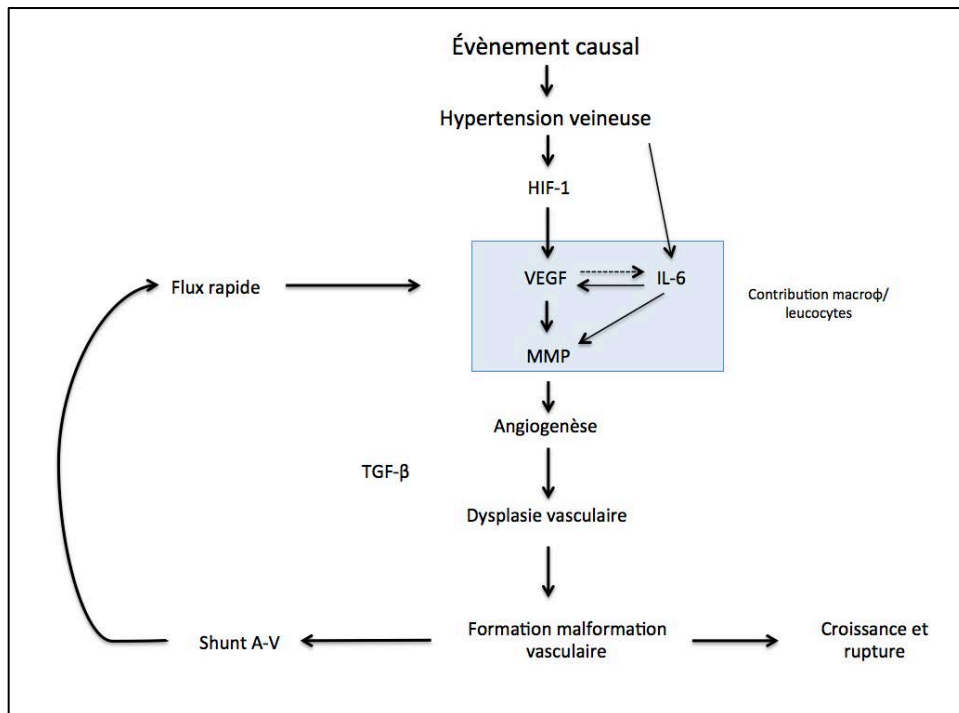 Évènement causal
Hypertension veineuse
HIF-1
VEGF
IL-6
Flux rapide
Contribution macroϕ/
leucocytes
MMP
Angiogenèse
TGF-β
Dysplasie vasculaire
Shunt A-V
Formation malformation
vasculaire
Croissance et
rupture